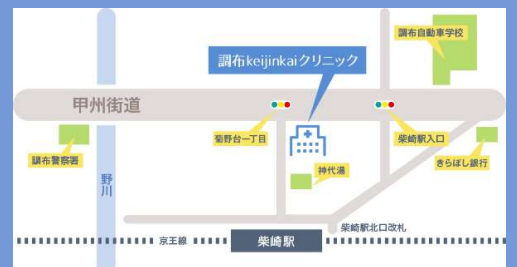 調布自動車学校
調布keijinkaiクリニック
甲州街道
菊野台一丁目
柴崎駅入口
調布警察署
神代湯
きらぼし銀行
野川
柴崎駅北口改札
京王線
柴崎駅